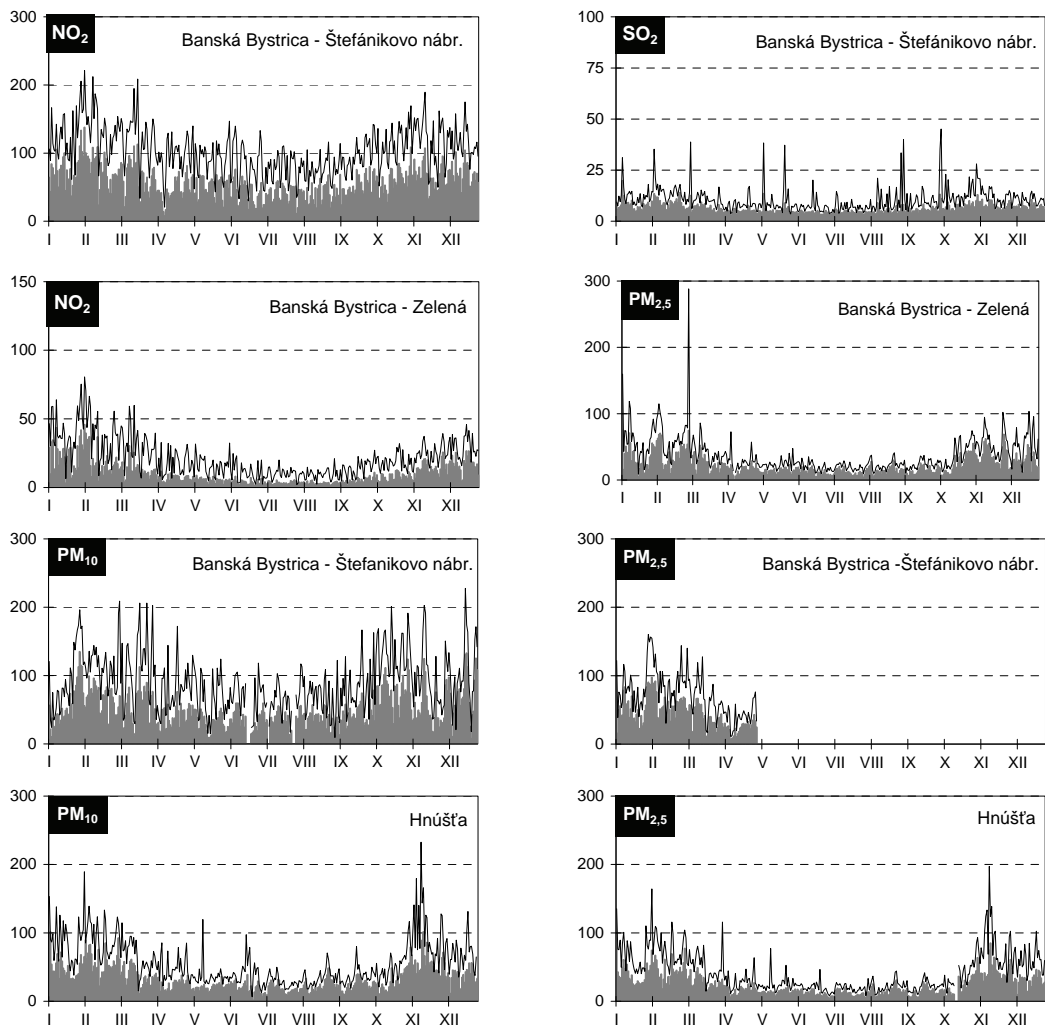 NO₂
Banská Bystrica - Štefánikovo nábr.
300
200
100
0
I II III IV V VI VII VIII IX X XI XII
SO₂
Banská Bystrica - Štefánikovo nábr.
100
75
50
25
0
I II III IV V VI VII VIII IX X XI XII
NO₂
Banská Bystrica - Zelená
150
100
50
0
I II III IV V VI VII VIII IX X XI XII
PM₂,₅
Banská Bystrica - Zelená
300
200
100
0
I II III IV V VI VII VIII IX X XI XII
PM₁₀
Banská Bystrica - Štefanikovo nábr.
300
200
100
0
I II III IV V VI VII VIII IX X XI XII
PM₂,₅
Banská Bystrica -Štefánikovo nábr.
300
200
100
0
I II III IV V VI VII VIII IX X XI XII
PM₁₀
Hnúšťa
300
200
100
0
I II III IV V VI VII VIII IX X XI XII
PM₂,₅
Hnúšťa
300
200
100
0
I II III IV V VI VII VIII IX X XI XII